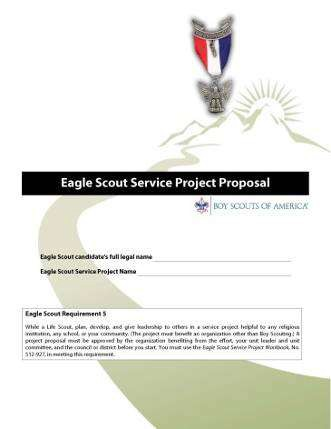 Eagle Scout Service Project Proposal
BOY SCOUTS OF AMERICA®
Eagle Scout candidate's full legal name
Eagle Scout Service Project Name
Eagle Scout Requirement 5
While a Life Scout, plan, develop, and give leadership to others in a service project helpful to any religious
institution, any school, or your community. (The project must benefit an organization other than Boy Scouting.) A
project proposal must be approved by the organization benefiting from the effort, your unit leader and unit
committee, and the council or district before you start. You must use the Eagle Scout Service Project Workbook, No.
512-927, in meeting this requirement.